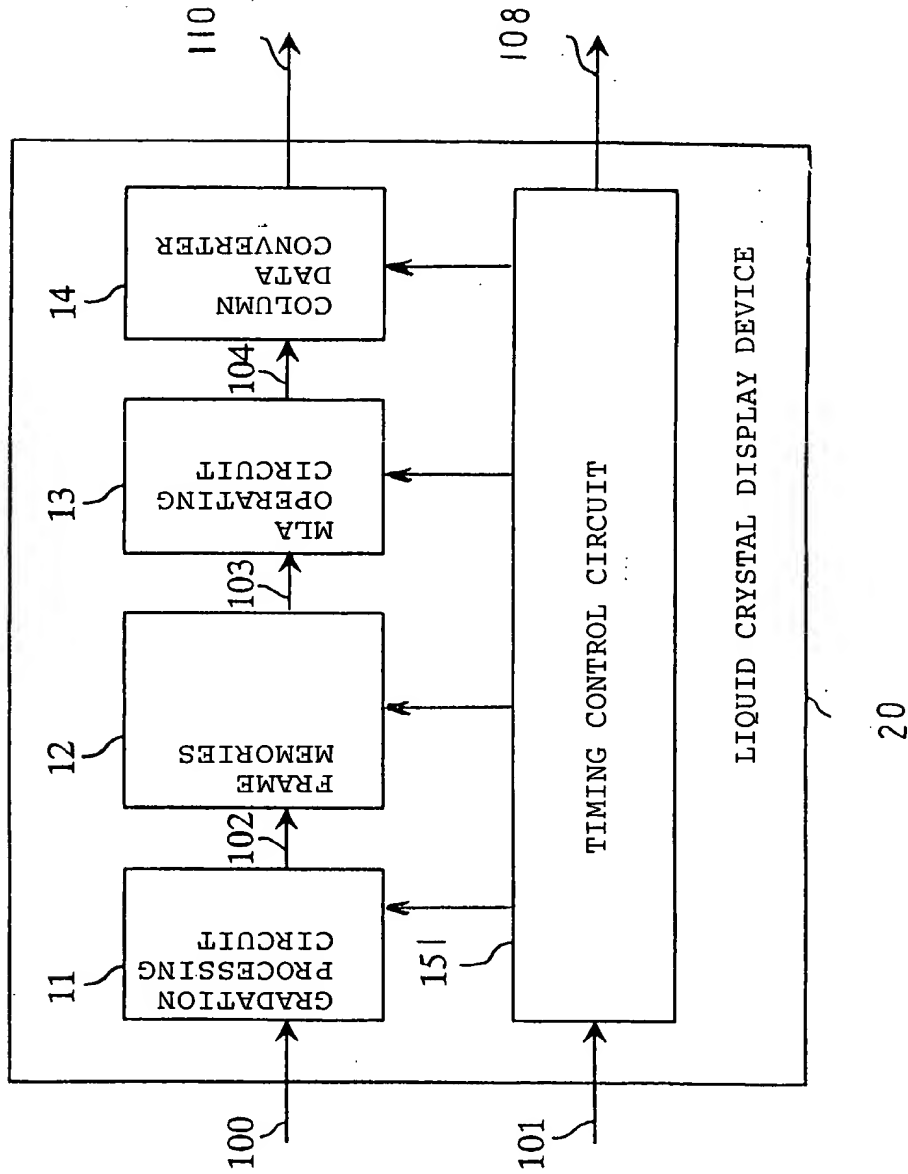 100
11
GRADATION
PROCESSING
CIRCUIT
102
12
FRAME
MEMORIES
103
13
MLA
OPERATING
CIRCUIT
104
14
COLUMN
DATA
CONVERTER
110
101
151
TIMING CONTROL CIRCUIT
108
LIQUID CRYSTAL DISPLAY DEVICE
20